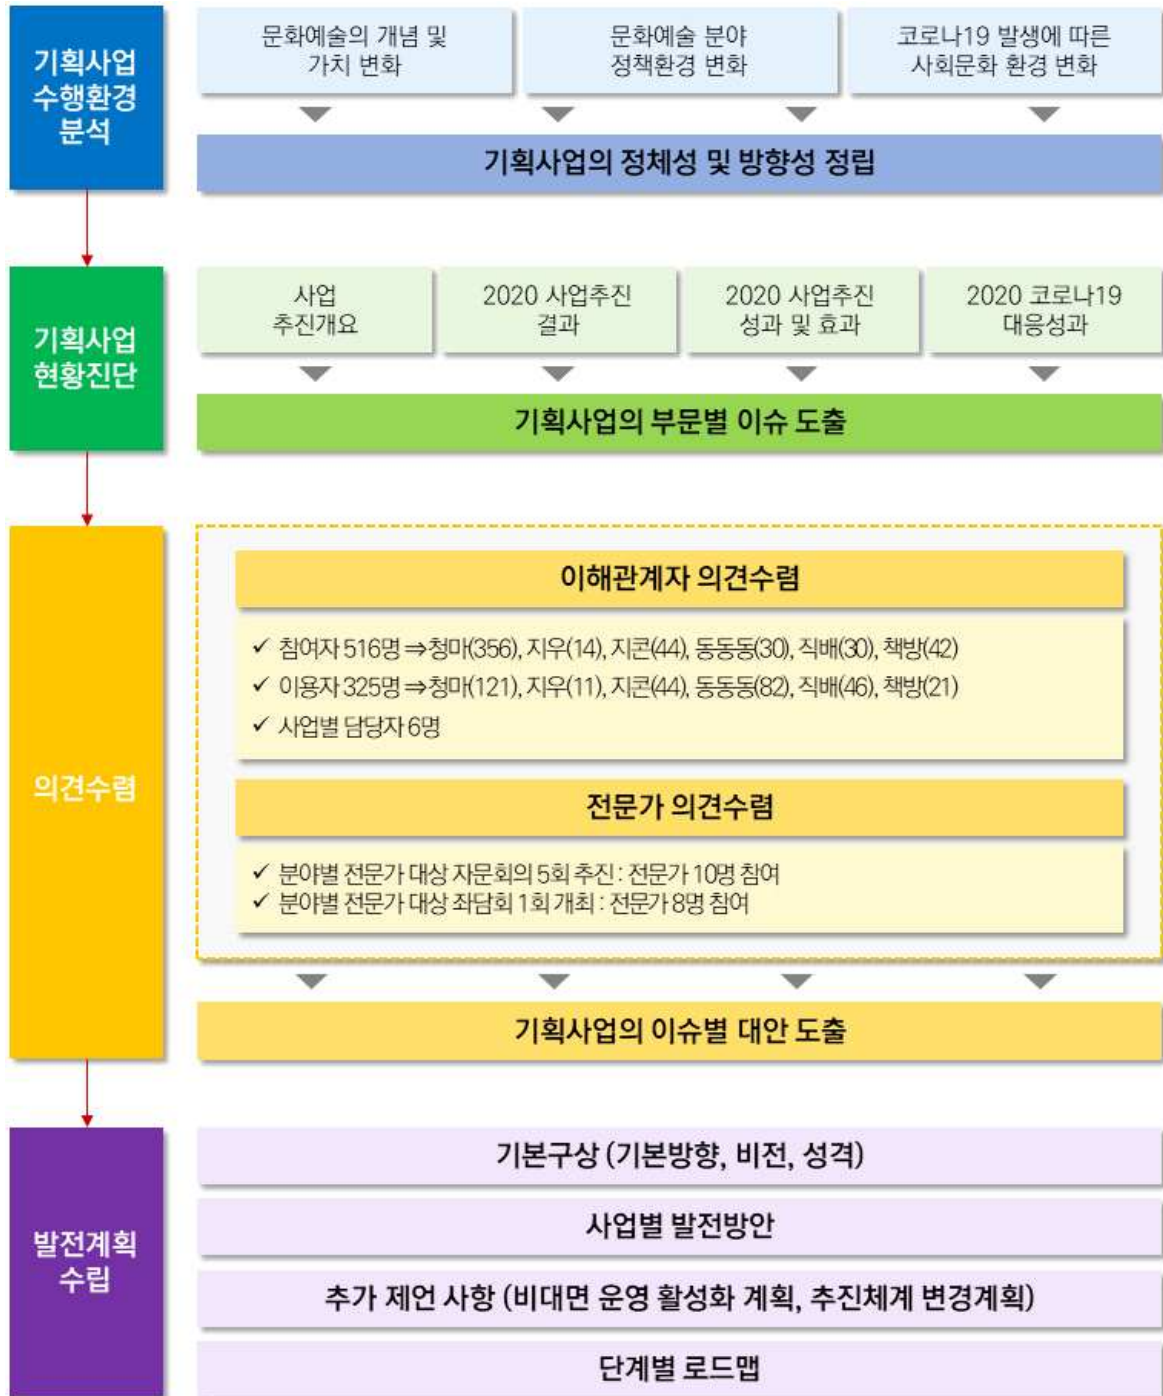 기획사업
수행환경
분석
문화예술의 개념 및
가치 변화
문화예술 분야
정책환경 변화
코로나19 발생에 따른
사회문화 환경 변화
기획사업의 정체성 및 방향성 정립
기획사업
현황진단
사업
추진개요
2020 사업추진
결과
2020 사업추진
성과 및 효과
2020 코로나19
대응성과
기획사업의 부문별 이슈 도출
의견수렴
이해관계자 의견수렴
✓ 참여자 516명 ⇒청마(356), 지우(14), 지콘(44), 동동동(30), 직배(30), 책방(42)
✓ 이용자 325명 ⇒청마(121), 지우(11), 지콘(44), 동동동(82), 직배(46), 책방(21)
✓ 사업별 담당자 6명
전문가 의견수렴
✓ 분야별 전문가 대상 자문회의 5회 추진 : 전문가 10명 참여
✓ 분야별 전문가 대상 좌담회 1회 개최 : 전문가 8명 참여
기획사업의 이슈별 대안 도출
발전계획
수립
기본구상 (기본방향, 비전, 성격)
사업별 발전방안
추가 제언 사항 (비대면 운영 활성화 계획, 추진체계 변경계획)
단계별 로드맵